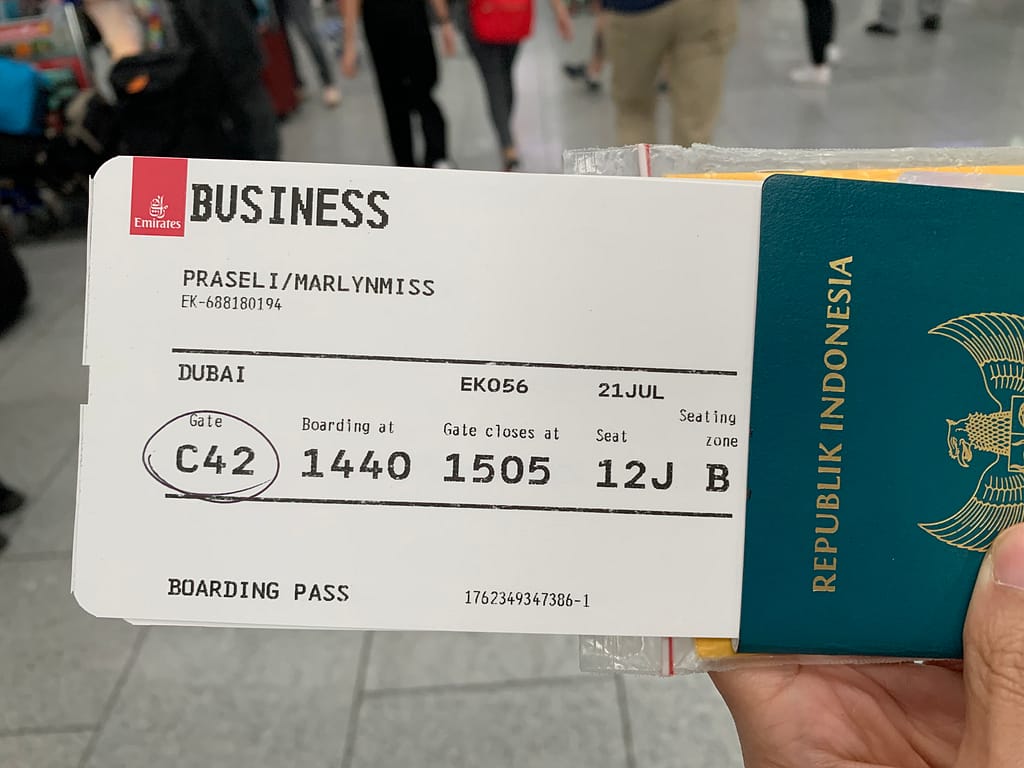 Emirates
BUSINESS
PRASELI/MARLYNMISS
EK-688180194
DUBAI EK056 21JUL
Gate Boarding at Gate closes at Seat Seating zone
C42 1440 1505 12J B
BOARDING PASS 1762349347386-1
REPUBLIK INDONESIA